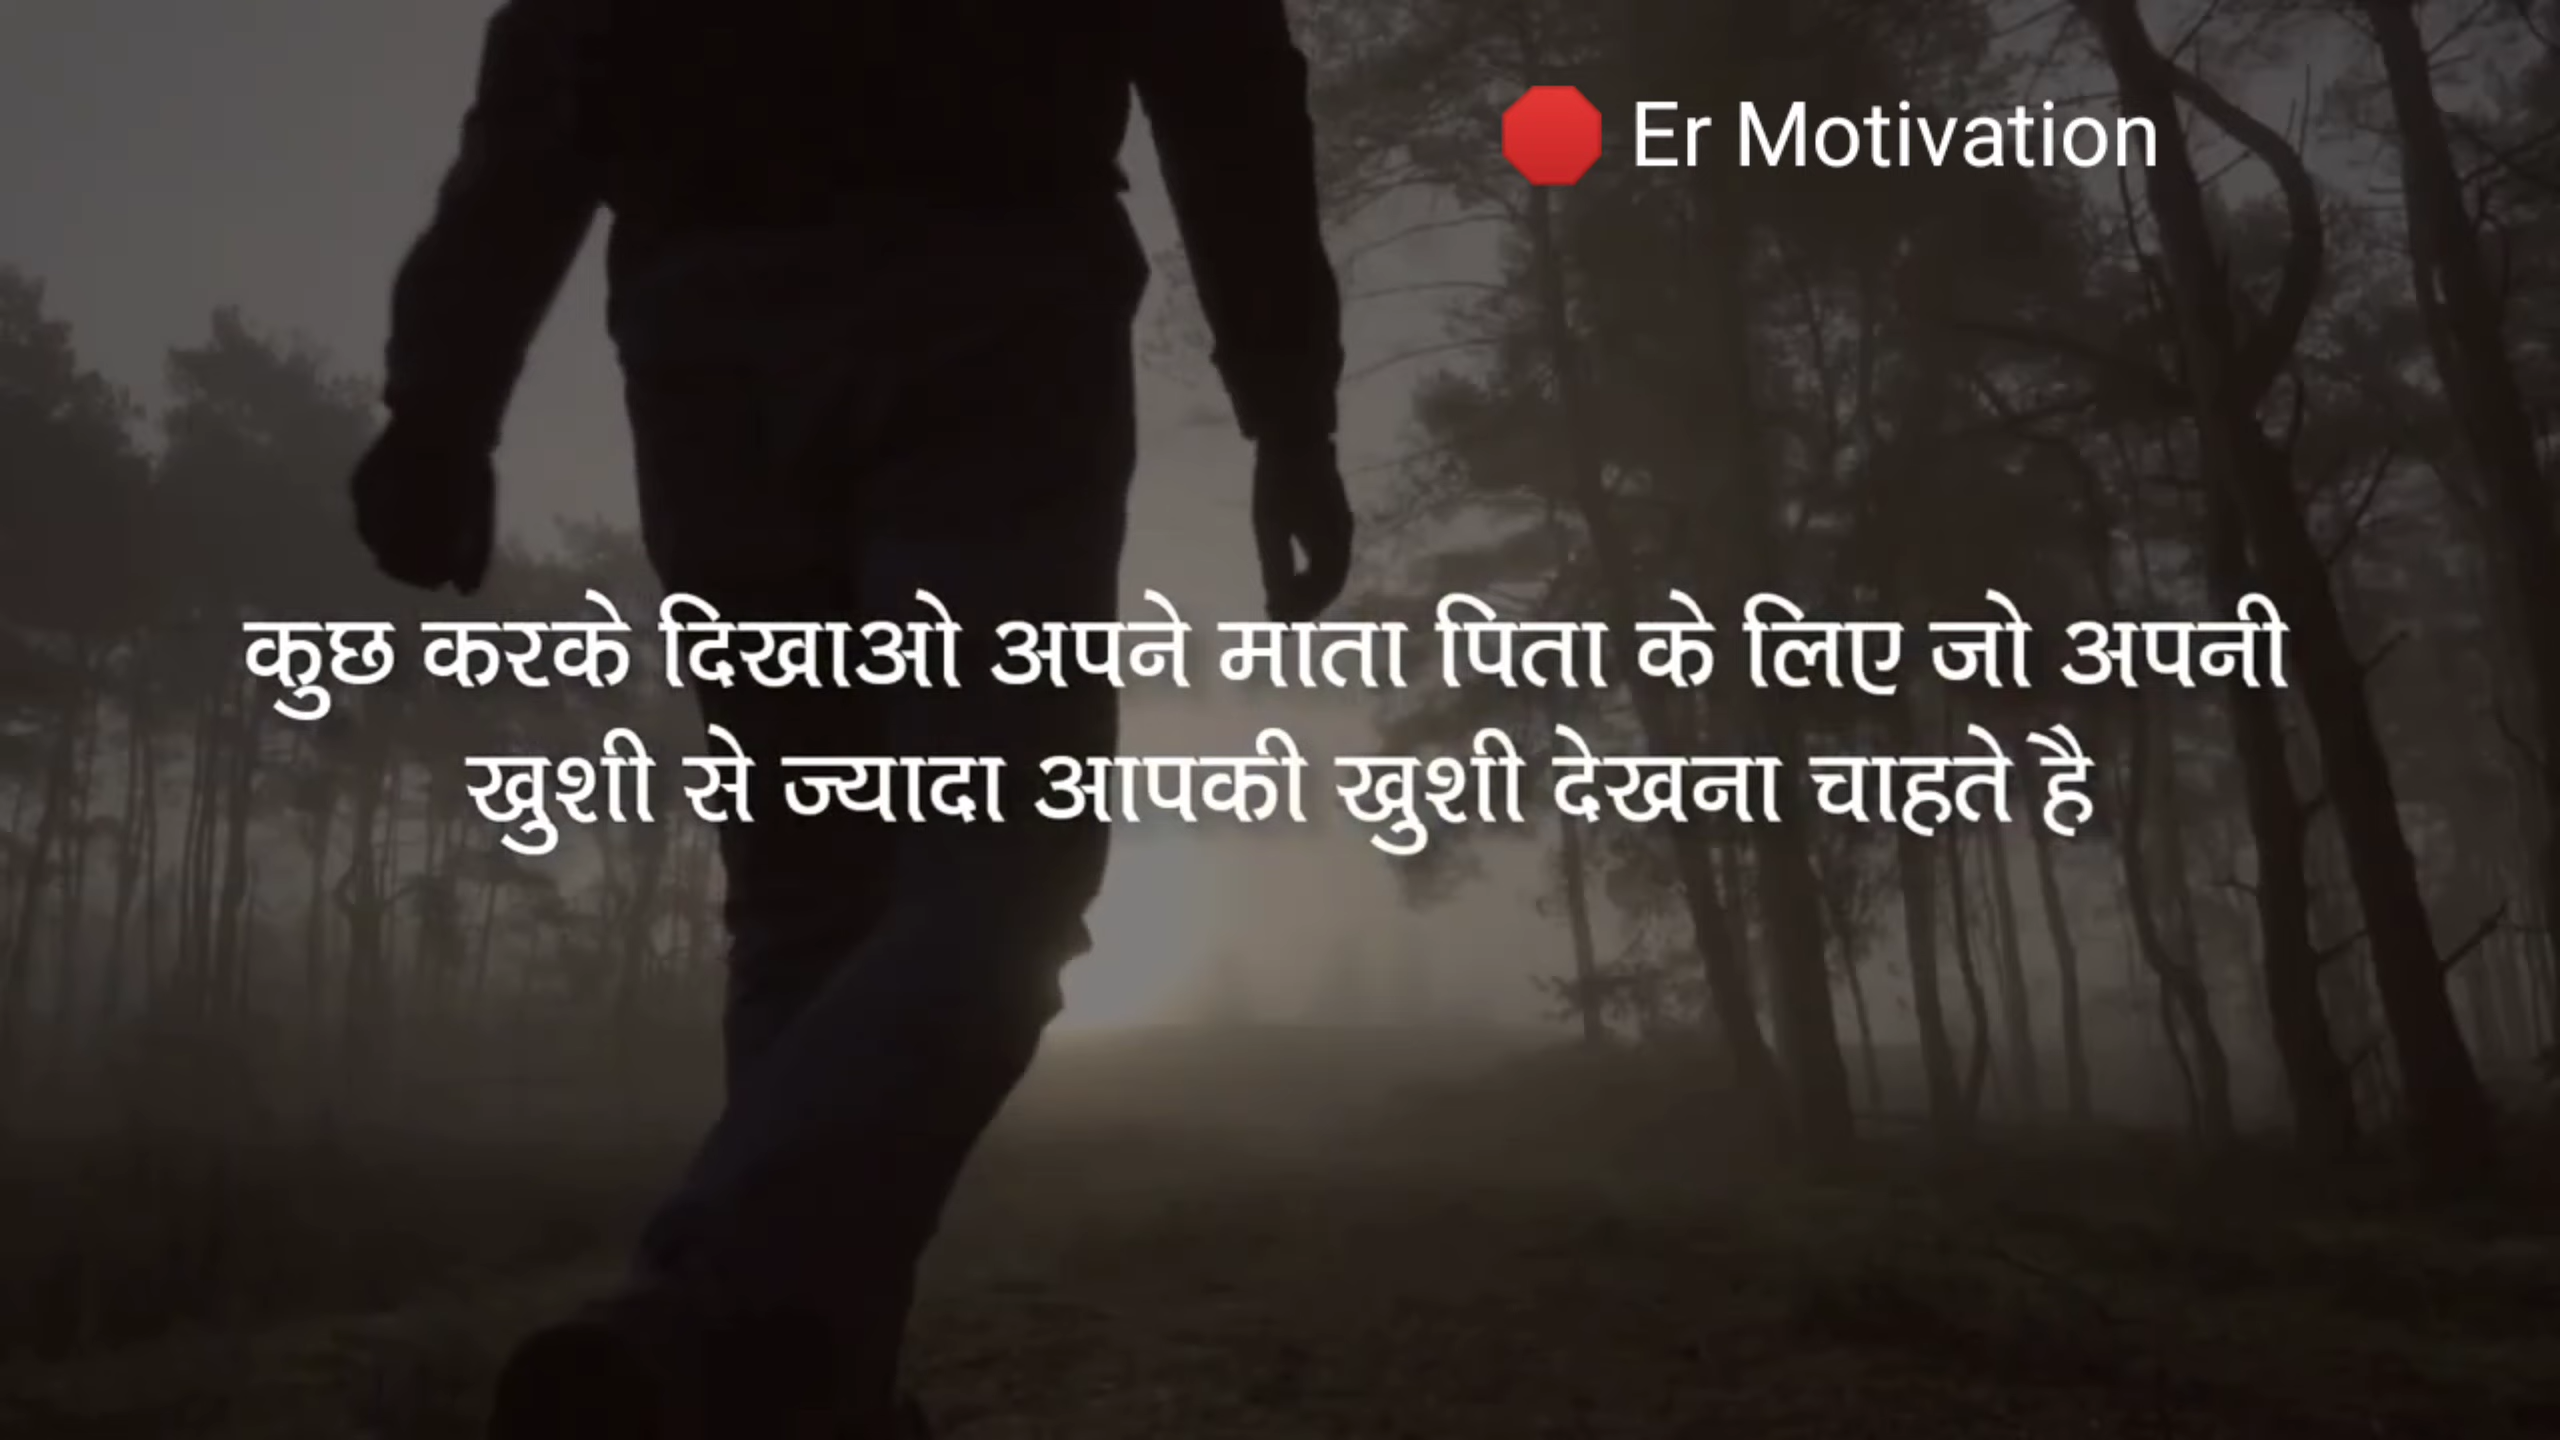 🛑 Er Motivation
कुछ करके दिखाओ अपने माता पिता के लिए जो अपनी
खुशी से ज्यादा आपकी खुशी देखना चाहते है